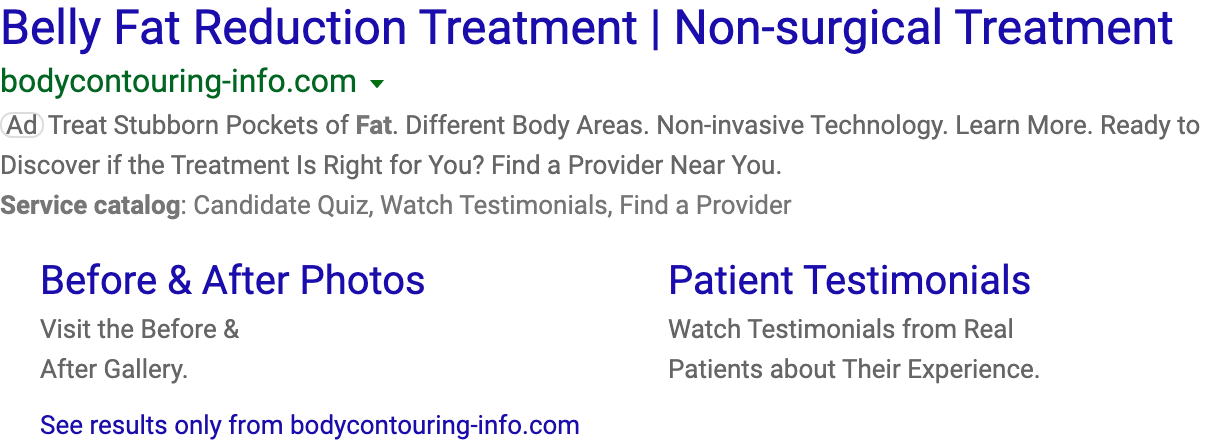 Belly Fat Reduction Treatment | Non-surgical Treatment
bodycontouring-info.com
Ad Treat Stubborn Pockets of Fat. Different Body Areas. Non-invasive Technology. Learn More. Ready to
Discover if the Treatment Is Right for You? Find a Provider Near You.
Service catalog: Candidate Quiz, Watch Testimonials, Find a Provider
Before & After Photos
Visit the Before &
After Gallery.
Patient Testimonials
Watch Testimonials from Real
Patients about Their Experience.
See results only from bodycontouring-info.com